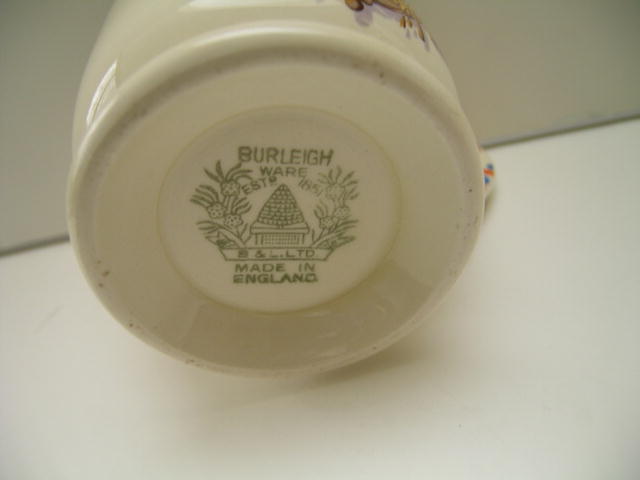 BURLEIGH
WARE
ESTD 1851
B & L. LTD
MADE IN
ENGLAND.